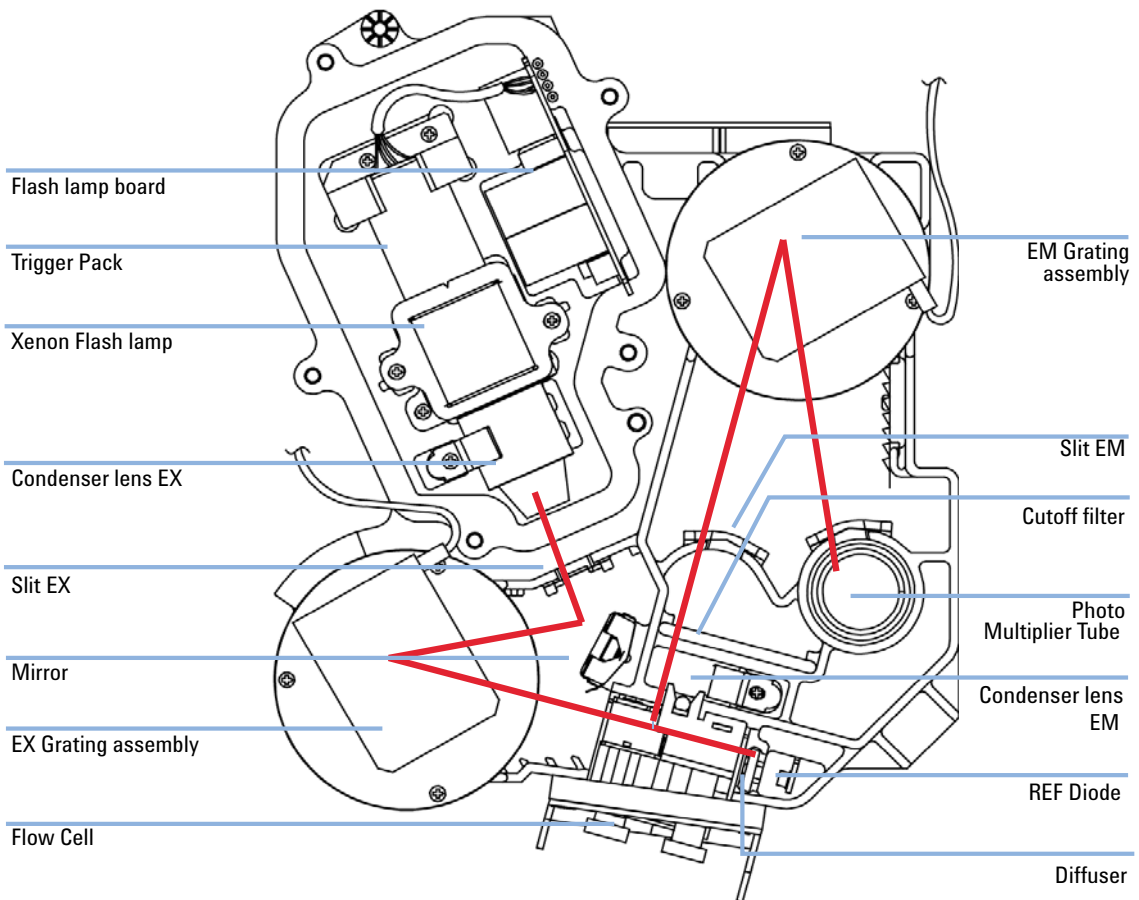 Flash lamp board
Trigger Pack
Xenon Flash lamp
Condenser lens EX
Slit EX
Mirror
EX Grating assembly
Flow Cell
EM Grating
assembly
Slit EM
Cutoff filter
Photo
Multiplier Tube
Condenser lens
EM
REF Diode
Diffuser